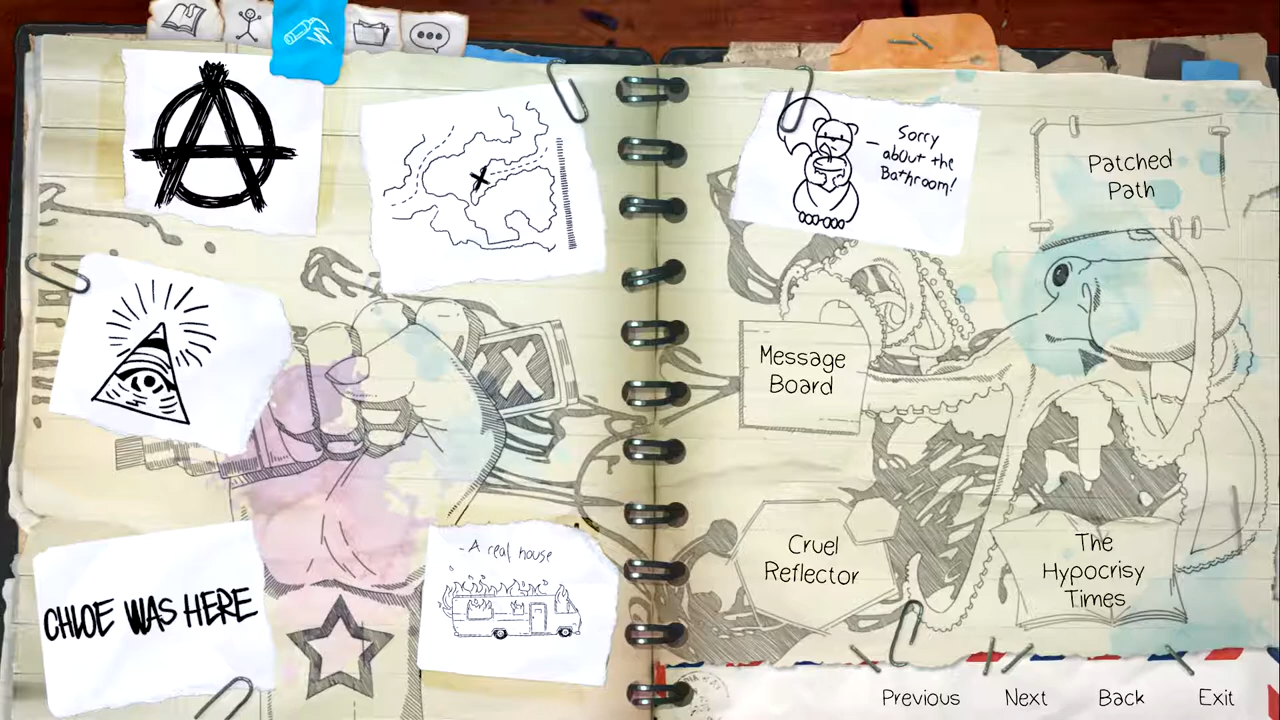 CHLOE WAS HERE
- A real house
- Sorry
about the
Bathroom!
Patched
Path
Message
Board
Cruel
Reflector
The
Hypocrisy
Times
Previous
Next
Back
Exit